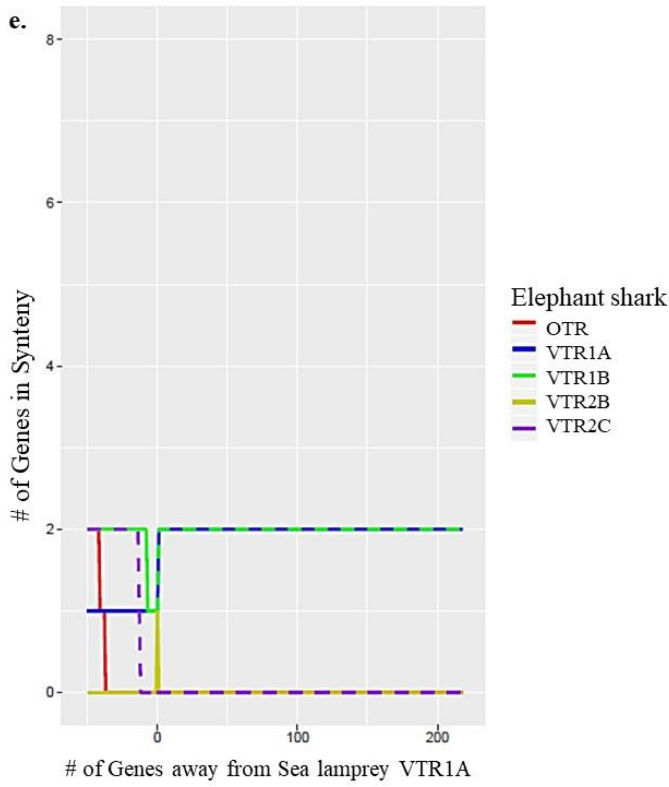 e.
8
6
4
2
0
# of Genes in Synteny
0
100
200
# of Genes away from Sea lamprey VTR1A
Elephant shark
OTR
VTR1A
VTR1B
VTR2B
VTR2C